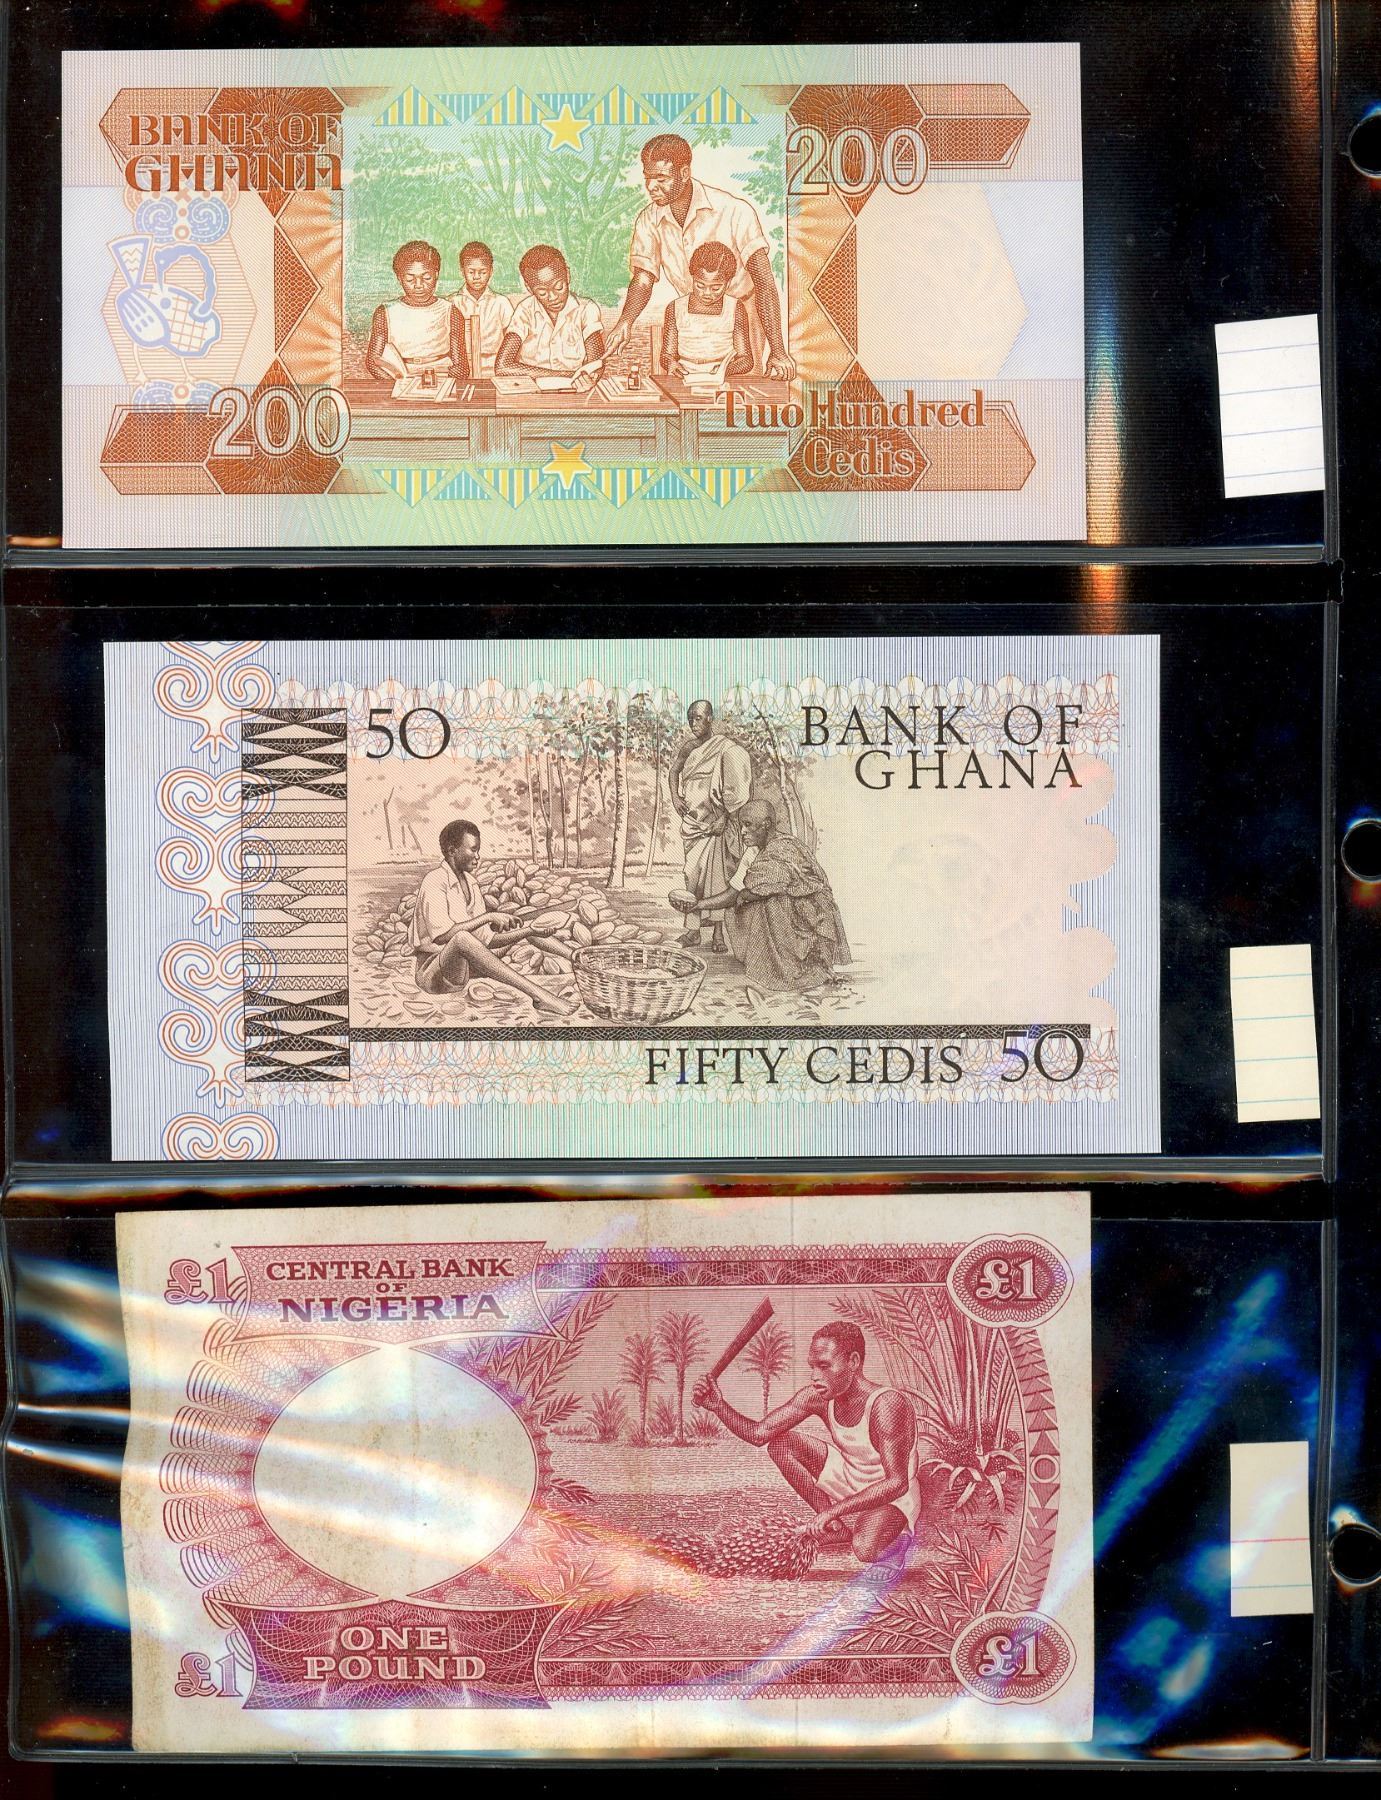 BANK OF
GHANA
200
200
Two Hundred
Cedis
50
BANK OF
GHANA
FIFTY CEDIS 50
£1
CENTRAL BANK
OF
NIGERIA
£1
£1
ONE
POUND
£1